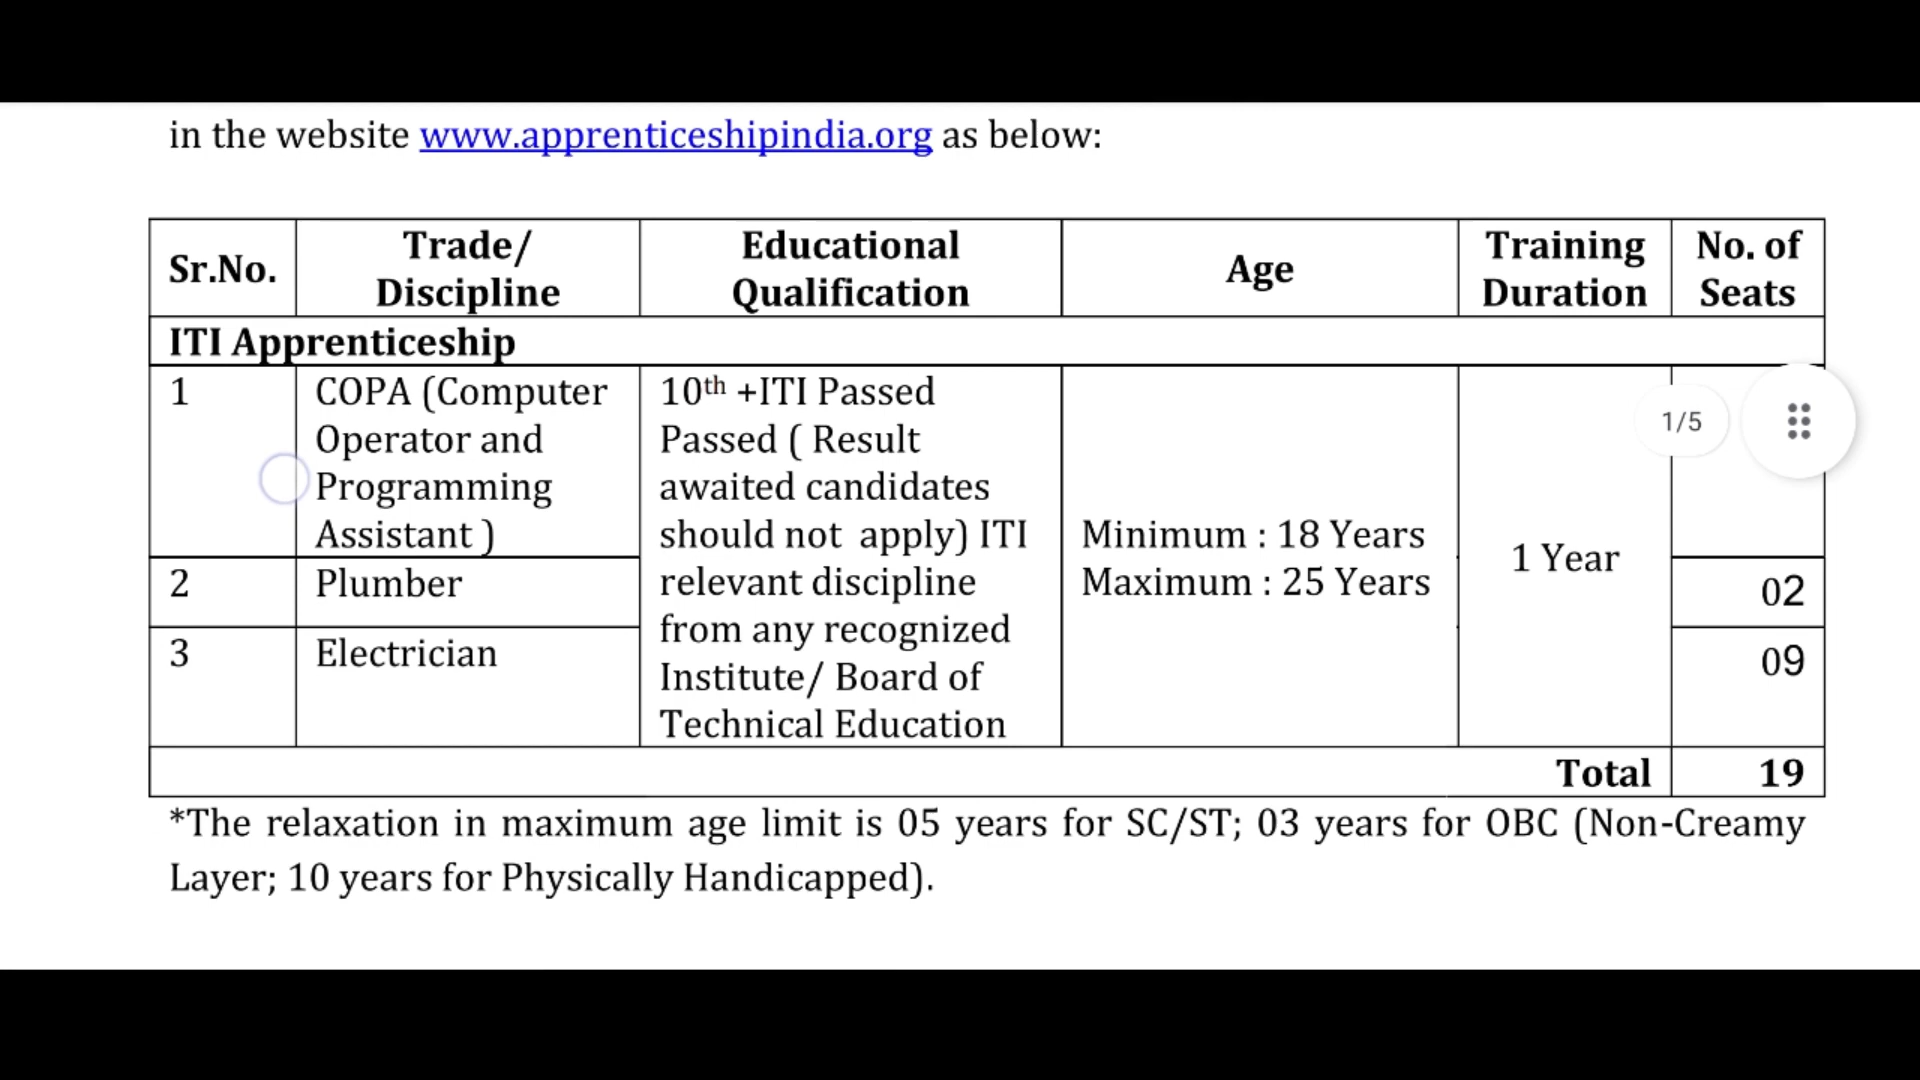 in the website www.apprenticeshipindia.org as below:
Sr.No.
Trade/
Discipline
Educational
Qualification
Age
Training
Duration
No. of
Seats
ITI Apprenticeship
1
COPA (Computer
Operator and
Programming
Assistant )
10th +ITI Passed
Passed ( Result
awaited candidates
should not apply) ITI
relevant discipline
from any recognized
Institute/ Board of
Technical Education
Minimum : 18 Years
Maximum : 25 Years
1 Year
1/5
2
Plumber
02
3
Electrician
09
Total
19
*The relaxation in maximum age limit is 05 years for SC/ST; 03 years for OBC (Non-Creamy
Layer; 10 years for Physically Handicapped).